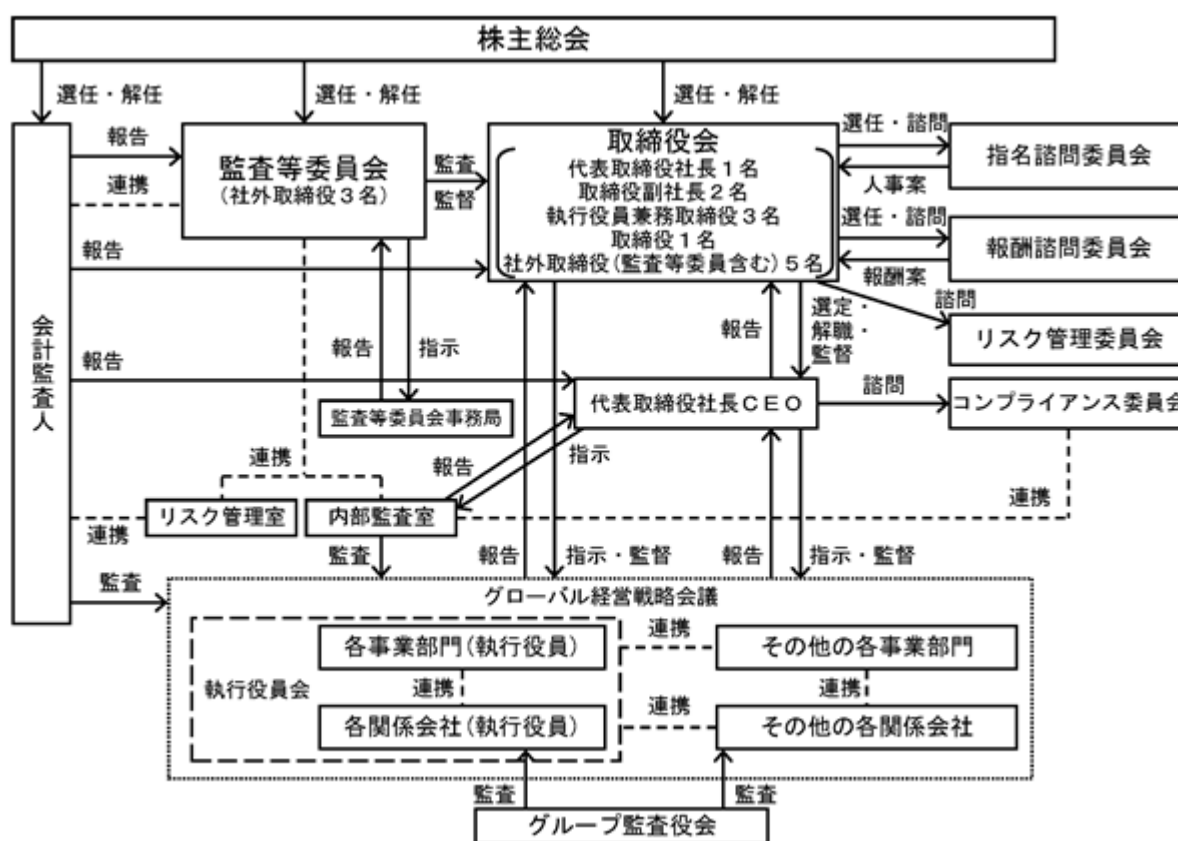 株主総会
選任・解任
選任・解任
選任・解任
会計監査人
報告
連携
監査等委員会
(社外取締役3名)
監査
監督
取締役会
代表取締役社長1名
取締役副社長2名
執行役員兼務取締役3名
取締役1名
社外取締役(監査等委員含む)5名
選任・諮問
人事案
指名諮問委員会
選任・諮問
報酬案
報酬諮問委員会
報告
諮問
リスク管理委員会
報告
報告
指示
監査等委員会事務局
報告
選定・
解職・
監督
代表取締役社長CEO
諮問
コンプライアンス委員会
連携
報告
指示
連携
連携
リスク管理室
内部監査室
監査
監査
報告
指示・監督
報告
指示・監督
グローバル経営戦略会議
執行役員会
各事業部門(執行役員)
連携
その他の各事業部門
連携
連携
各関係会社(執行役員)
連携
その他の各関係会社
監査
監査
グループ監査役会